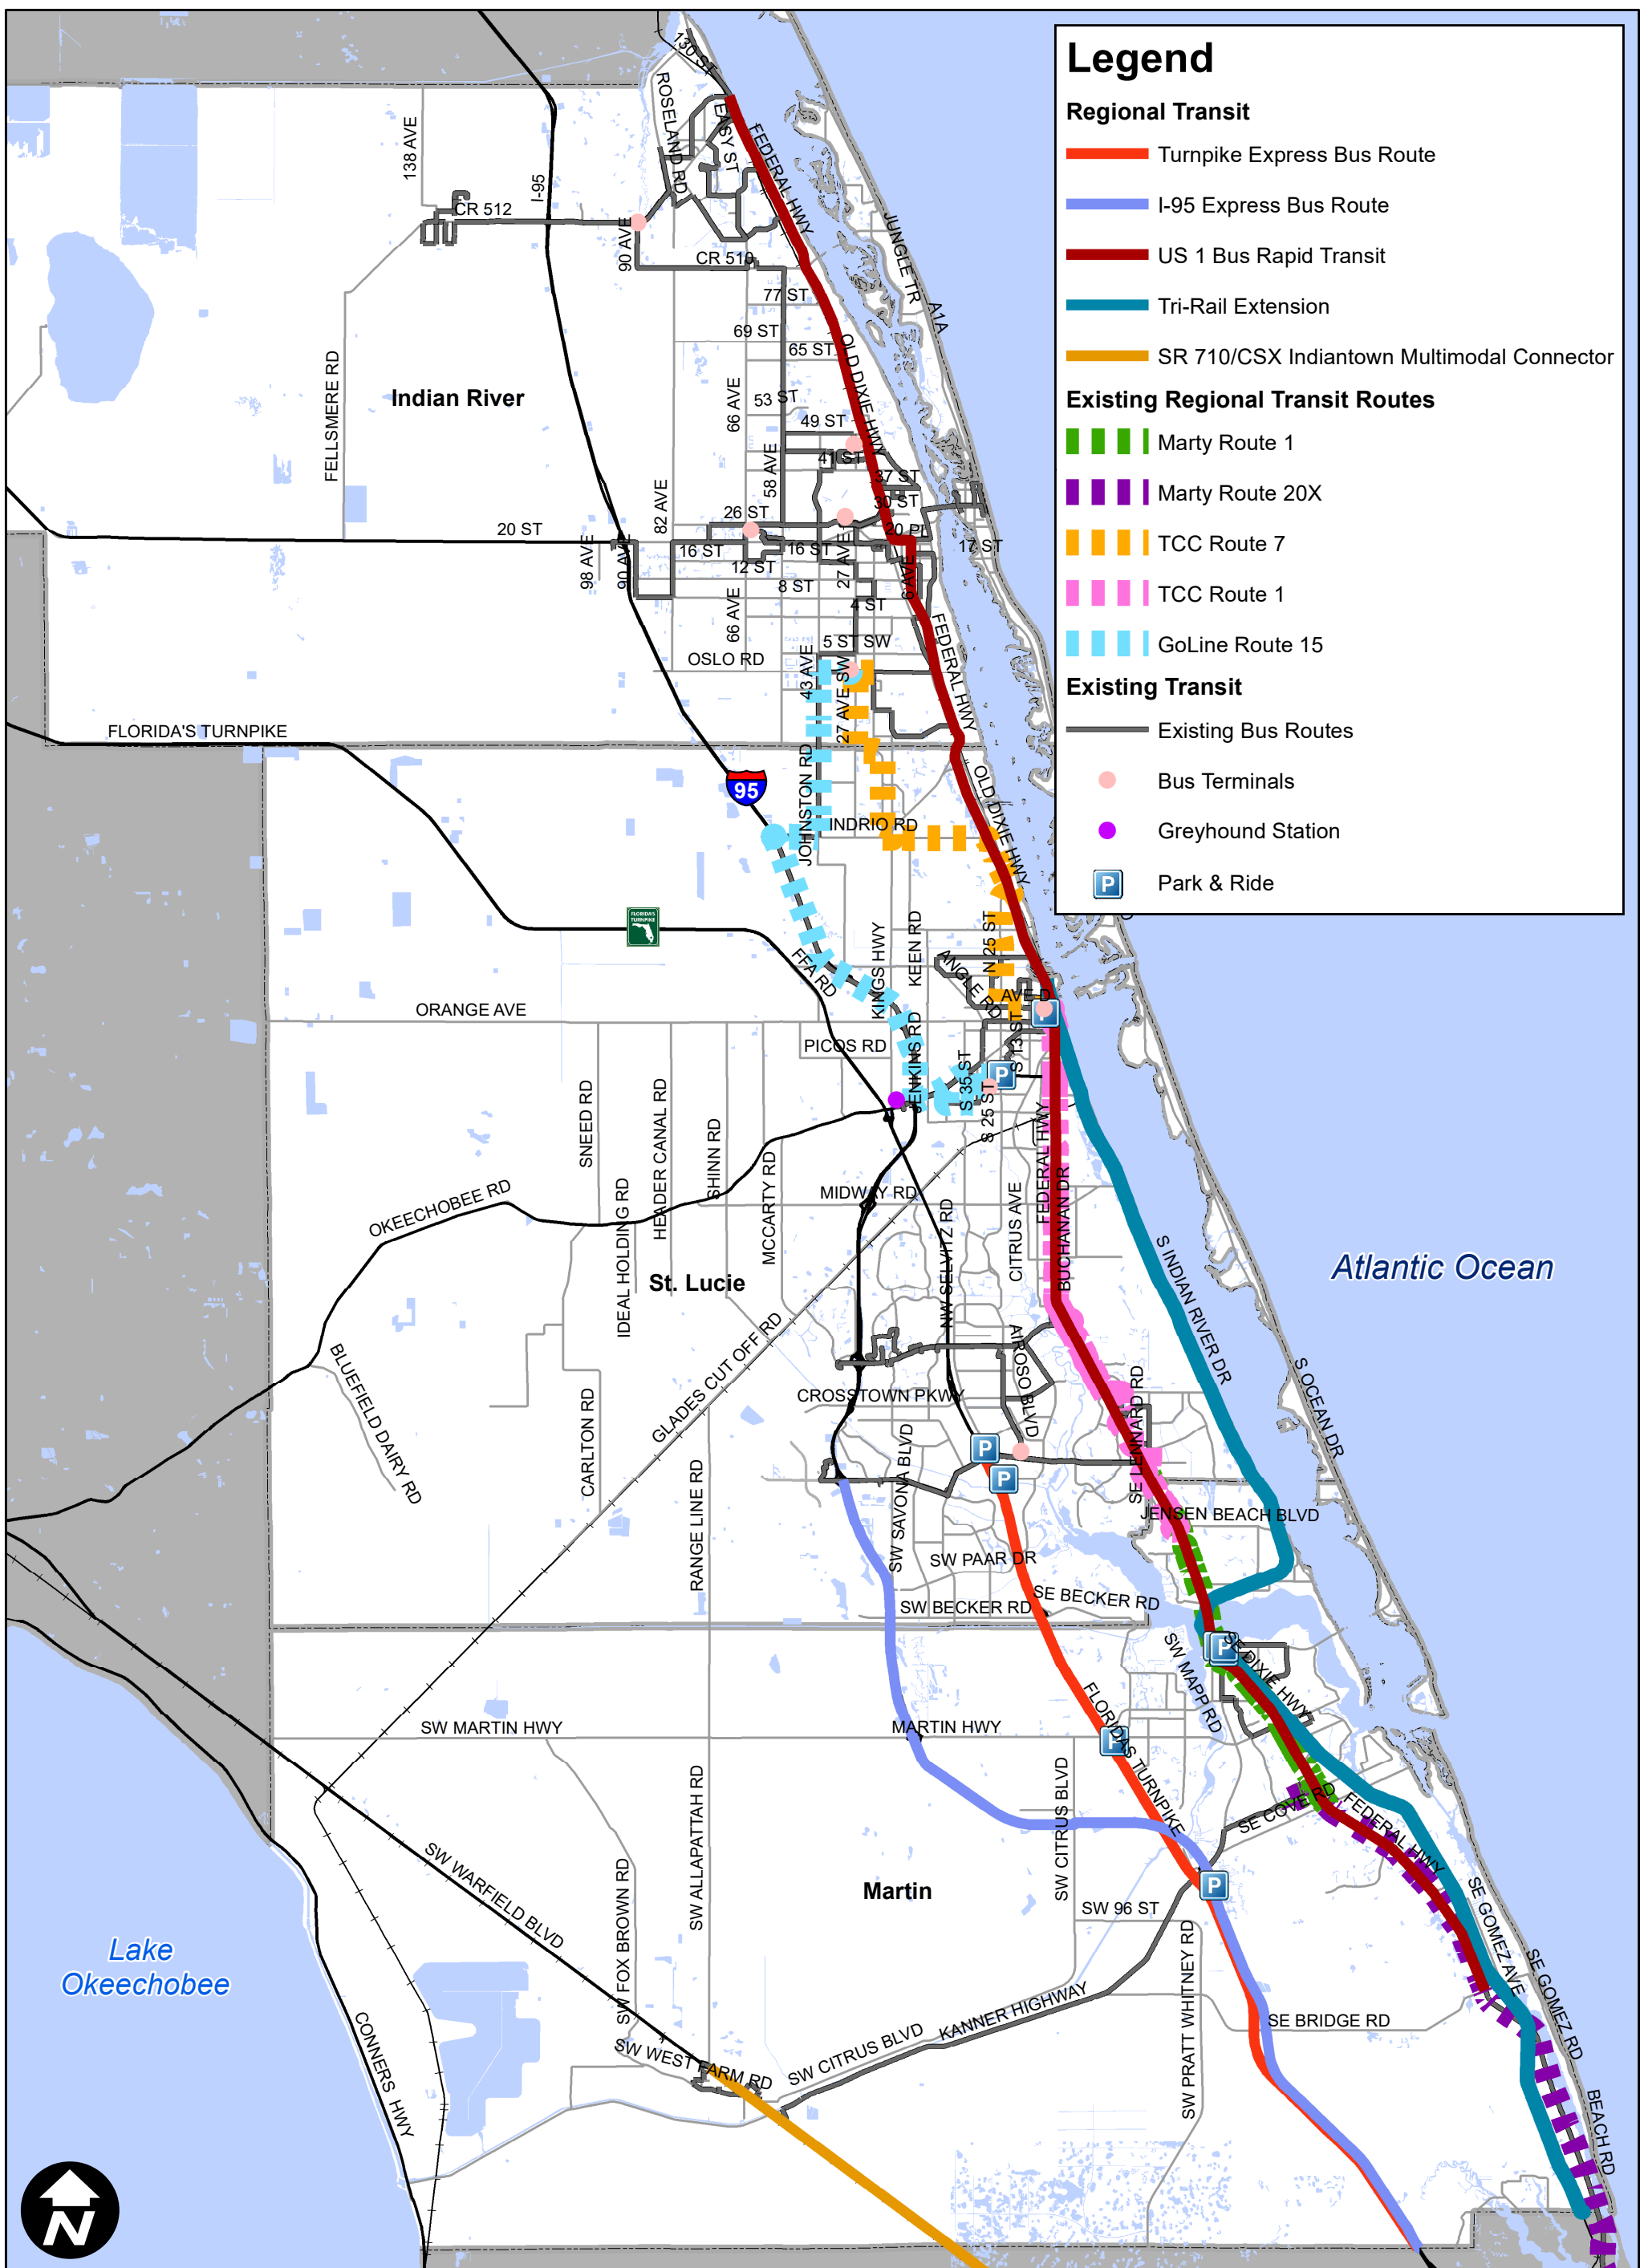 Legend
Regional Transit
Turnpike Express Bus Route
I-95 Express Bus Route
US 1 Bus Rapid Transit
Tri-Rail Extension
SR 710/CSX Indiantown Multimodal Connector
Existing Regional Transit Routes
Marty Route 1
Marty Route 20X
TCC Route 7
TCC Route 1
GoLine Route 15
Existing Transit
Existing Bus Routes
Bus Terminals
Greyhound Station
P
Park & Ride
130 ST
ROSELAND RD
EASY ST
FEDERAL HWY
138 AVE
I-95
CR 512
90 AVE
CR 510
JUNGLE TR
A1A
77 ST
69 ST
65 ST
OLD DIXIE HWY
FELLSMERE RD
Indian River
66 AVE
53 ST
49 ST
41 ST
37 ST
58 AVE
30 ST
82 AVE
26 ST
20 ST
20 PL
16 ST
16 ST
17 ST
98 AVE
90 AVE
12 ST
27 AVE
6 AVE
8 ST
66 AVE
4 ST
5 ST SW
FEDERAL HWY
OSLO RD
43 AVE
27 AVE SW
FLORIDA'S TURNPIKE
95
JOHNSTON RD
OLD DIXIE HWY
INDRIO RD
FLORIDA'S
TURNPIKE
FFA RD
KINGS HWY
KEEN RD
N 25 ST
ANGLE RD
AVE D
P
ORANGE AVE
PICOS RD
JENKINS RD
S 35 ST
S 13 ST
P
S 25 ST
SNEED RD
HEADER CANAL RD
SHINN RD
MCCARTY RD
IDEAL HOLDING RD
OKEECHOBEE RD
MIDWAY RD
FEDERAL HWY
BUCHANAN DR
CITRUS AVE
NW SELVITZ RD
S INDIAN RIVER DR
Atlantic Ocean
St. Lucie
GLADES CUT OFF RD
BLUEFIELD DAIRY RD
CARLTON RD
AIROSO BLVD
CROSSTOWN PKWY
S OCEAN DR
SE LENNARD RD
SW SAVONA BLVD
P
P
RANGE LINE RD
JENSEN BEACH BLVD
SW PAAR DR
SE BECKER RD
SW BECKER RD
P
SE DIXIE HWY
SW MAPP RD
SW MARTIN HWY
MARTIN HWY
FLORIDAS TURNPIKE
P
SW CITRUS BLVD
SE COVE RD
FEDERAL HWY
SW ALLAPATTAH RD
SW WARFIELD BLVD
SW FOX BROWN RD
Martin
P
SW 96 ST
SE GOMEZ AVE
SE GOMEZ RD
SW PRATT WHITNEY RD
Lake
Okeechobee
CONNERS HWY
KANNER HIGHWAY
SE BRIDGE RD
SW WEST FARM RD
SW CITRUS BLVD
BEACH RD
N